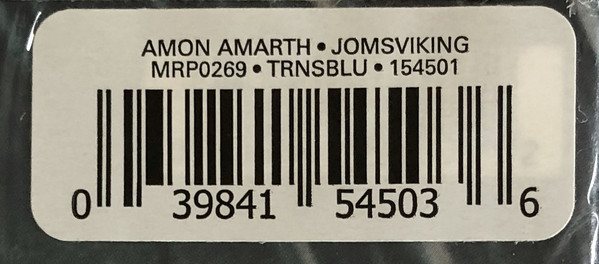 AMON AMARTH • JOMSVIKING
MRP0269 • TRNSBLU • 154501
0 39841 54503 6